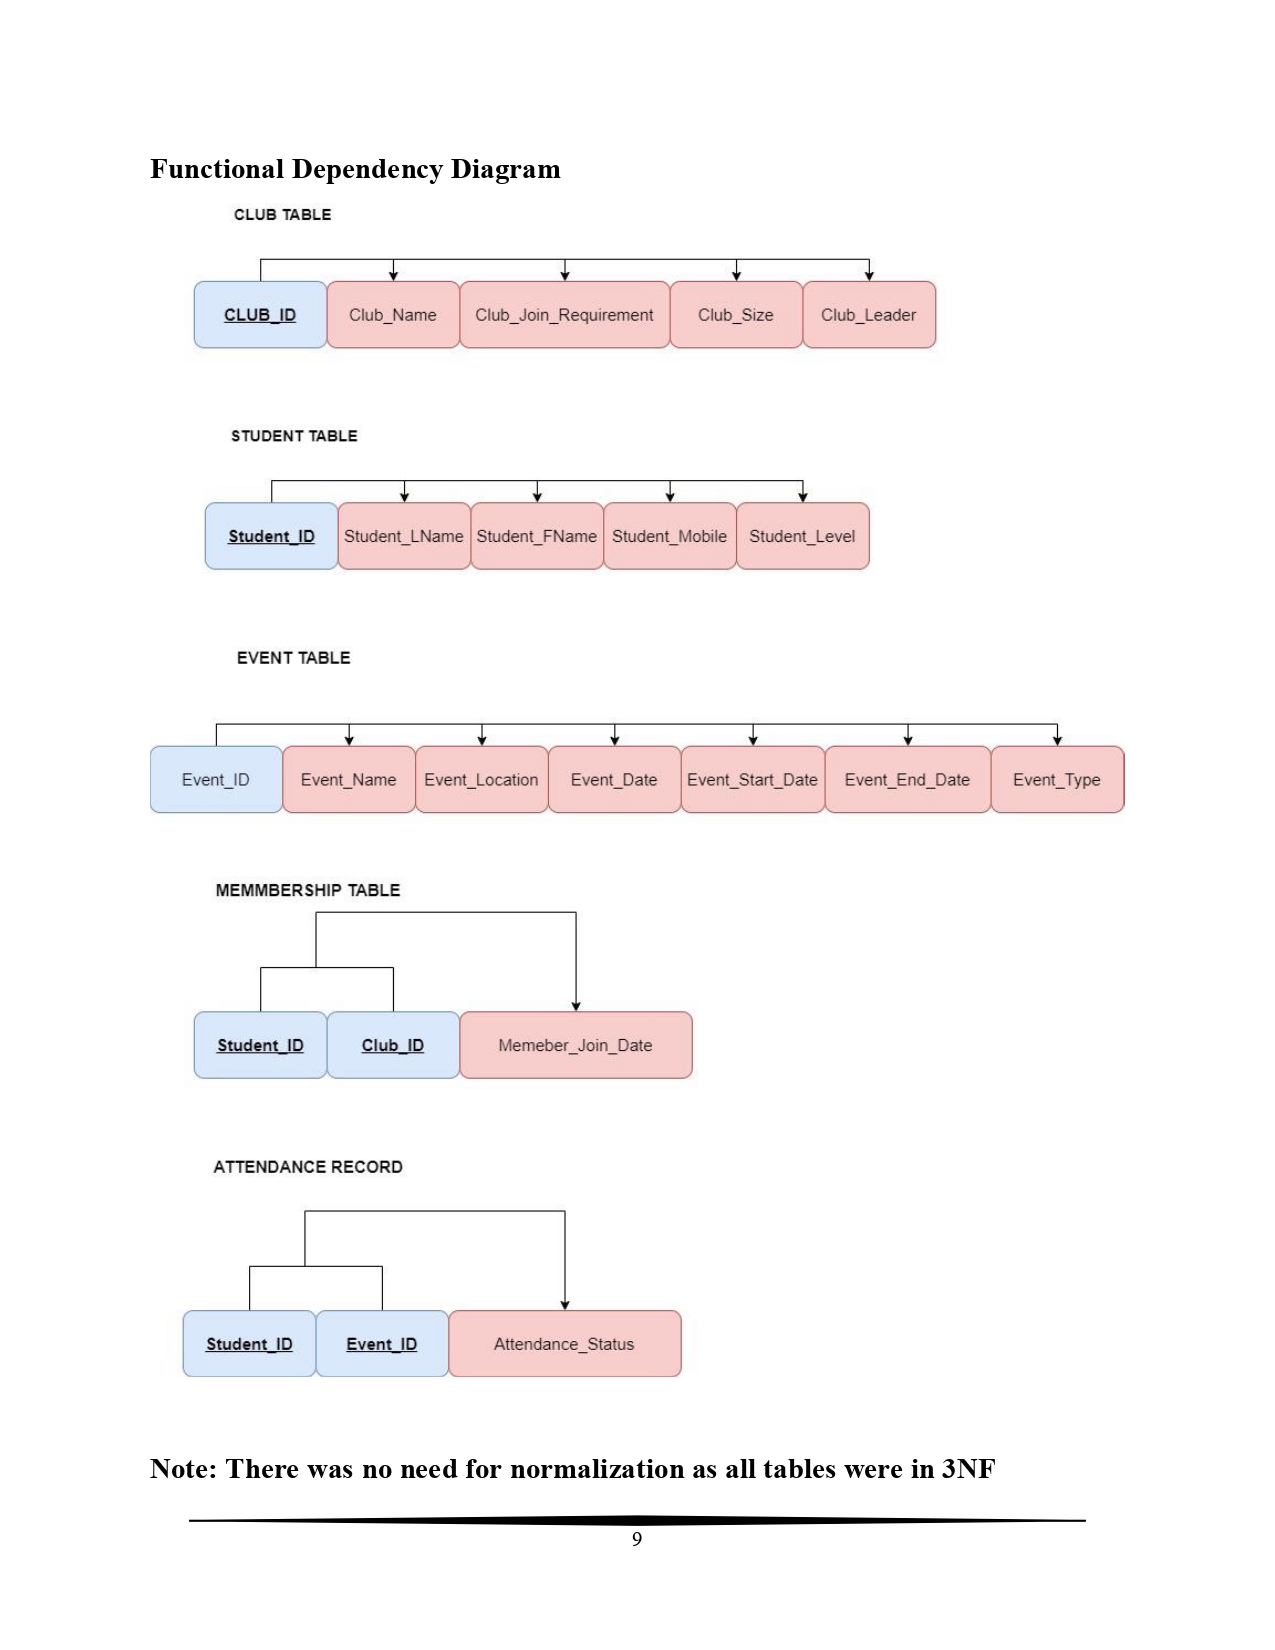 Functional Dependency Diagram
CLUB TABLE
CLUB_ID Club_Name Club_Join_Requirement Club_Size Club_Leader
STUDENT TABLE
Student_ID Student_LName Student_FName Student_Mobile Student_Level
EVENT TABLE
Event_ID Event_Name Event_Location Event_Date Event_Start_Date Event_End_Date Event_Type
MEMMBERSHIP TABLE
Student_ID Club_ID Memeber_Join_Date
ATTENDANCE RECORD
Student_ID Event_ID Attendance_Status
Note: There was no need for normalization as all tables were in 3NF
9